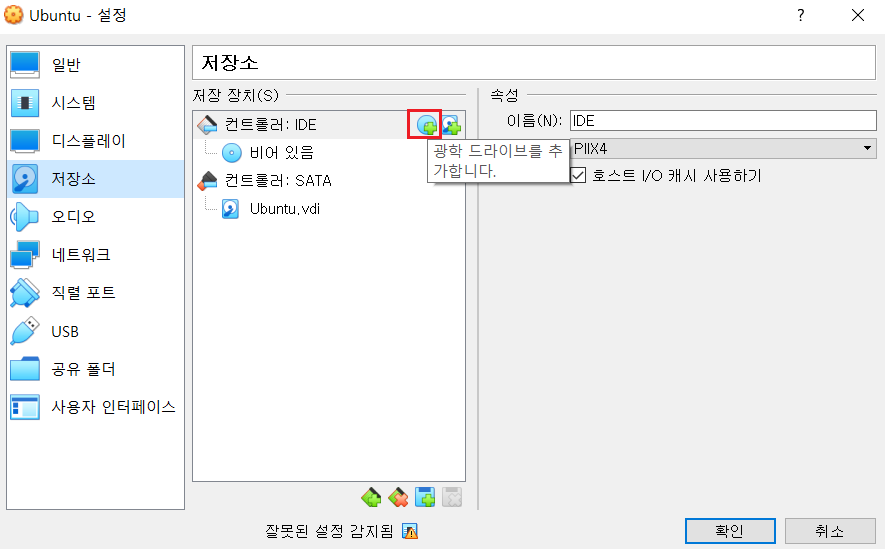 Ubuntu - 설정
일반
시스템
디스플레이
저장소
오디오
네트워크
직렬 포트
USB
공유 폴더
사용자 인터페이스
저장소
저장 장치(S)
컨트롤러: IDE
비어 있음
컨트롤러: SATA
Ubuntu.vdi
광학 드라이브를 추
가합니다.
속성
이름(N): IDE
PIIX4
호스트 I/O 캐시 사용하기
잘못된 설정 감지됨
확인
취소